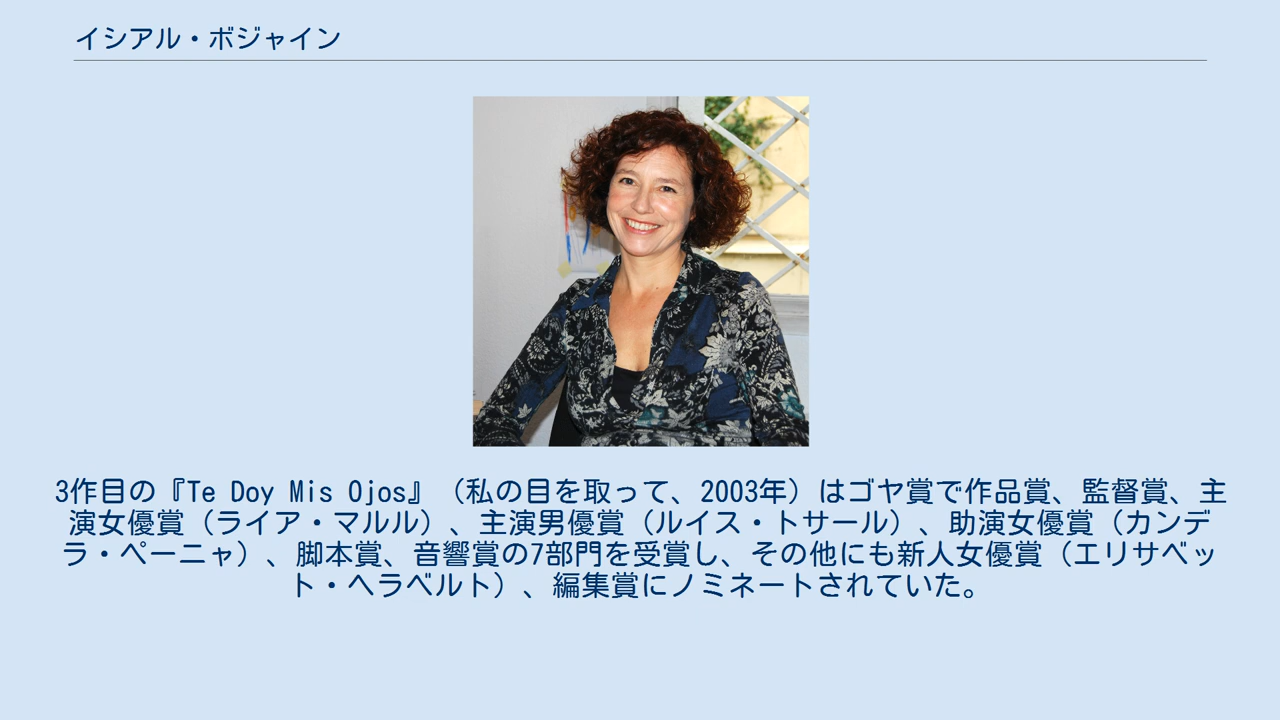 イシアル・ボジャイン
3作目の『Te Doy Mis Ojos』（私の目を取って、2003年）はゴヤ賞で作品賞、監督賞、主
演女優賞（ライア・マルル）、主演男優賞（ルイス・トサール）、助演女優賞（カンデ
ラ・ペーニャ）、脚本賞、音響賞の7部門を受賞し、その他にも新人女優賞（エリサベッ
ト・ヘラベルト）、編集賞にノミネートされていた。